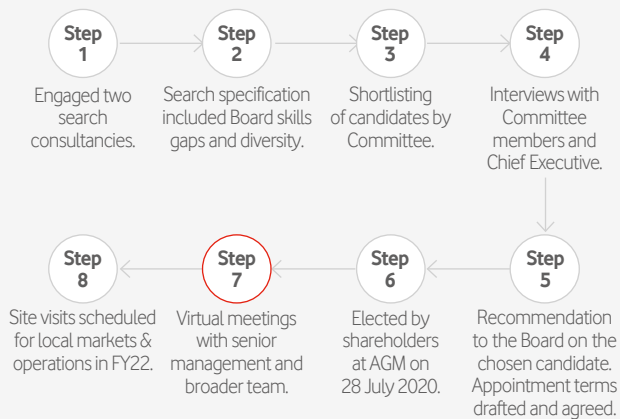 Step
1
Engaged two
search
consultancies.
Step
2
Search specification
included Board skills
gaps and diversity.
Step
3
Shortlisting
of candidates by
Committee.
Step
4
Interviews with
Committee
members and
Chief Executive.
Step
5
Recommendation
to the Board on the
chosen candidate.
Appointment terms
drafted and agreed.
Step
6
Elected by
shareholders
at AGM on
28 July 2020.
Step
7
Virtual meetings
with senior
management and
broader team.
Step
8
Site visits scheduled
for local markets &
operations in FY22.